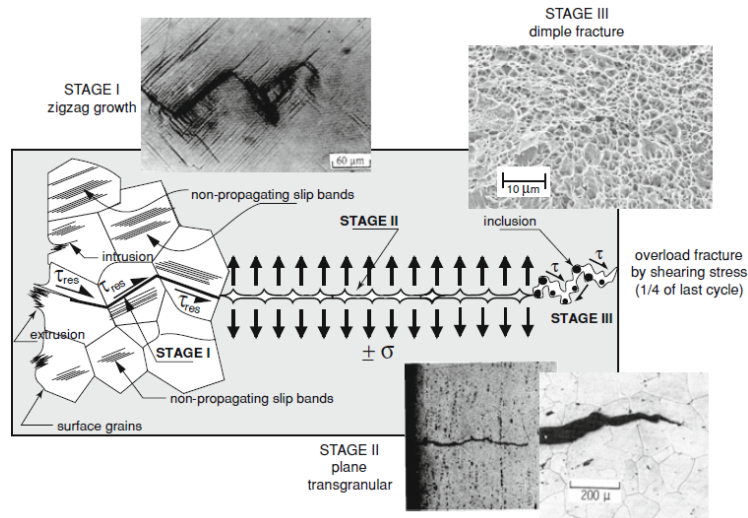 STAGE I
zigzag growth
60 μm
STAGE III
dimple fracture
10 μm
non-propagating slip bands
STAGE II
inclusion
intrusion
τres
τres
τres
τ
τ
overload fracture
by shearing stress
(1/4 of last cycle)
STAGE III
extrusion
STAGE I
± σ
non-propagating slip bands
surface grains
STAGE II
plane
transgranular
200 μ